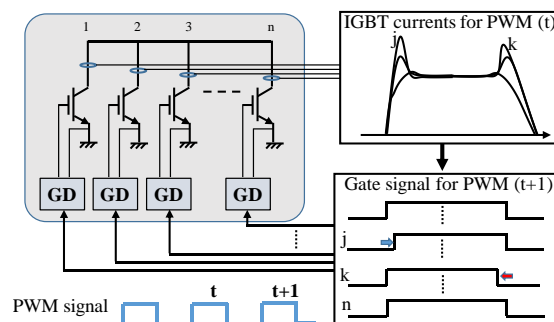 1 2 3 n
GD GD GD GD
IGBT currents for PWM (t)
j k
Gate signal for PWM (t+1)
j
k
n
PWM signal t t+1